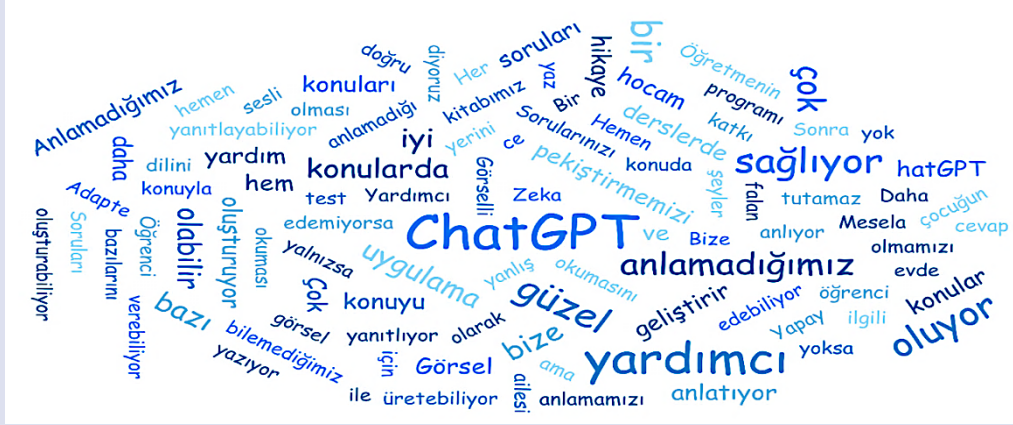 Anlamadığımız
hemen
sesli
konuları
doğru
diyoruz
Her
soruları
yaz
hikaye
bir
Öğretmenin
çok
olması
yanıtlayabiliyor
anlamadığı
kitabımız
Bir
hocam
programı
daha
dilini
yardım
iyi
yerini
ce
Sorularınızı
Hemen
derslerde
katkı
Sonra
yok
konuyla
hem
konularda
Görselli
pekiştirmemizi
konuda
şeyler
sağlıyor
hatGPT
Adapte
test
Yardımcı
Zeka
falan
tutamaz
Daha
çocuğun
oluşturabiliyor
Soruları
bazılarını
Öğrenci
olabilir
oluşturuyor
okuması
edemiyorsa
ChatGPT
ve
Bize
anlıyor
Mesela
cevap
yalnızsa
uygulama
yanlış
okumasını
anlamadığımız
olmamızı
evde
verebiliyor
bazı
Çok
konuyu
güzel
geliştirir
edebiliyor
öğrenci
konular
bilemediğimiz
görsel
yanıtlıyor
olarak
bize
Yapay
ilgili
oluyor
yazıyor
için
Görsel
ama
yardımcı
yoksa
ile
üretebiliyor
ailesi
anlamamızı
anlatıyor